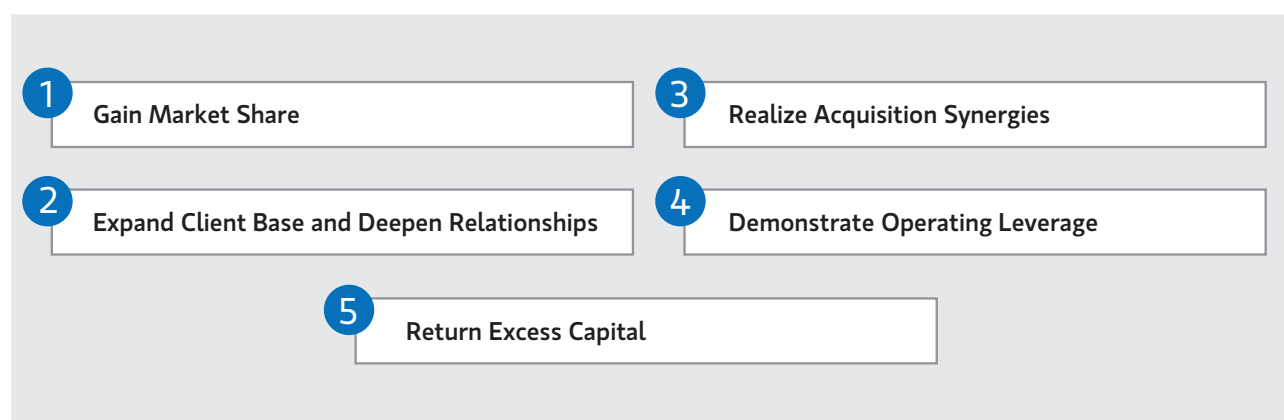 1
Gain Market Share
2
Expand Client Base and Deepen Relationships
3
Realize Acquisition Synergies
4
Demonstrate Operating Leverage
5
Return Excess Capital